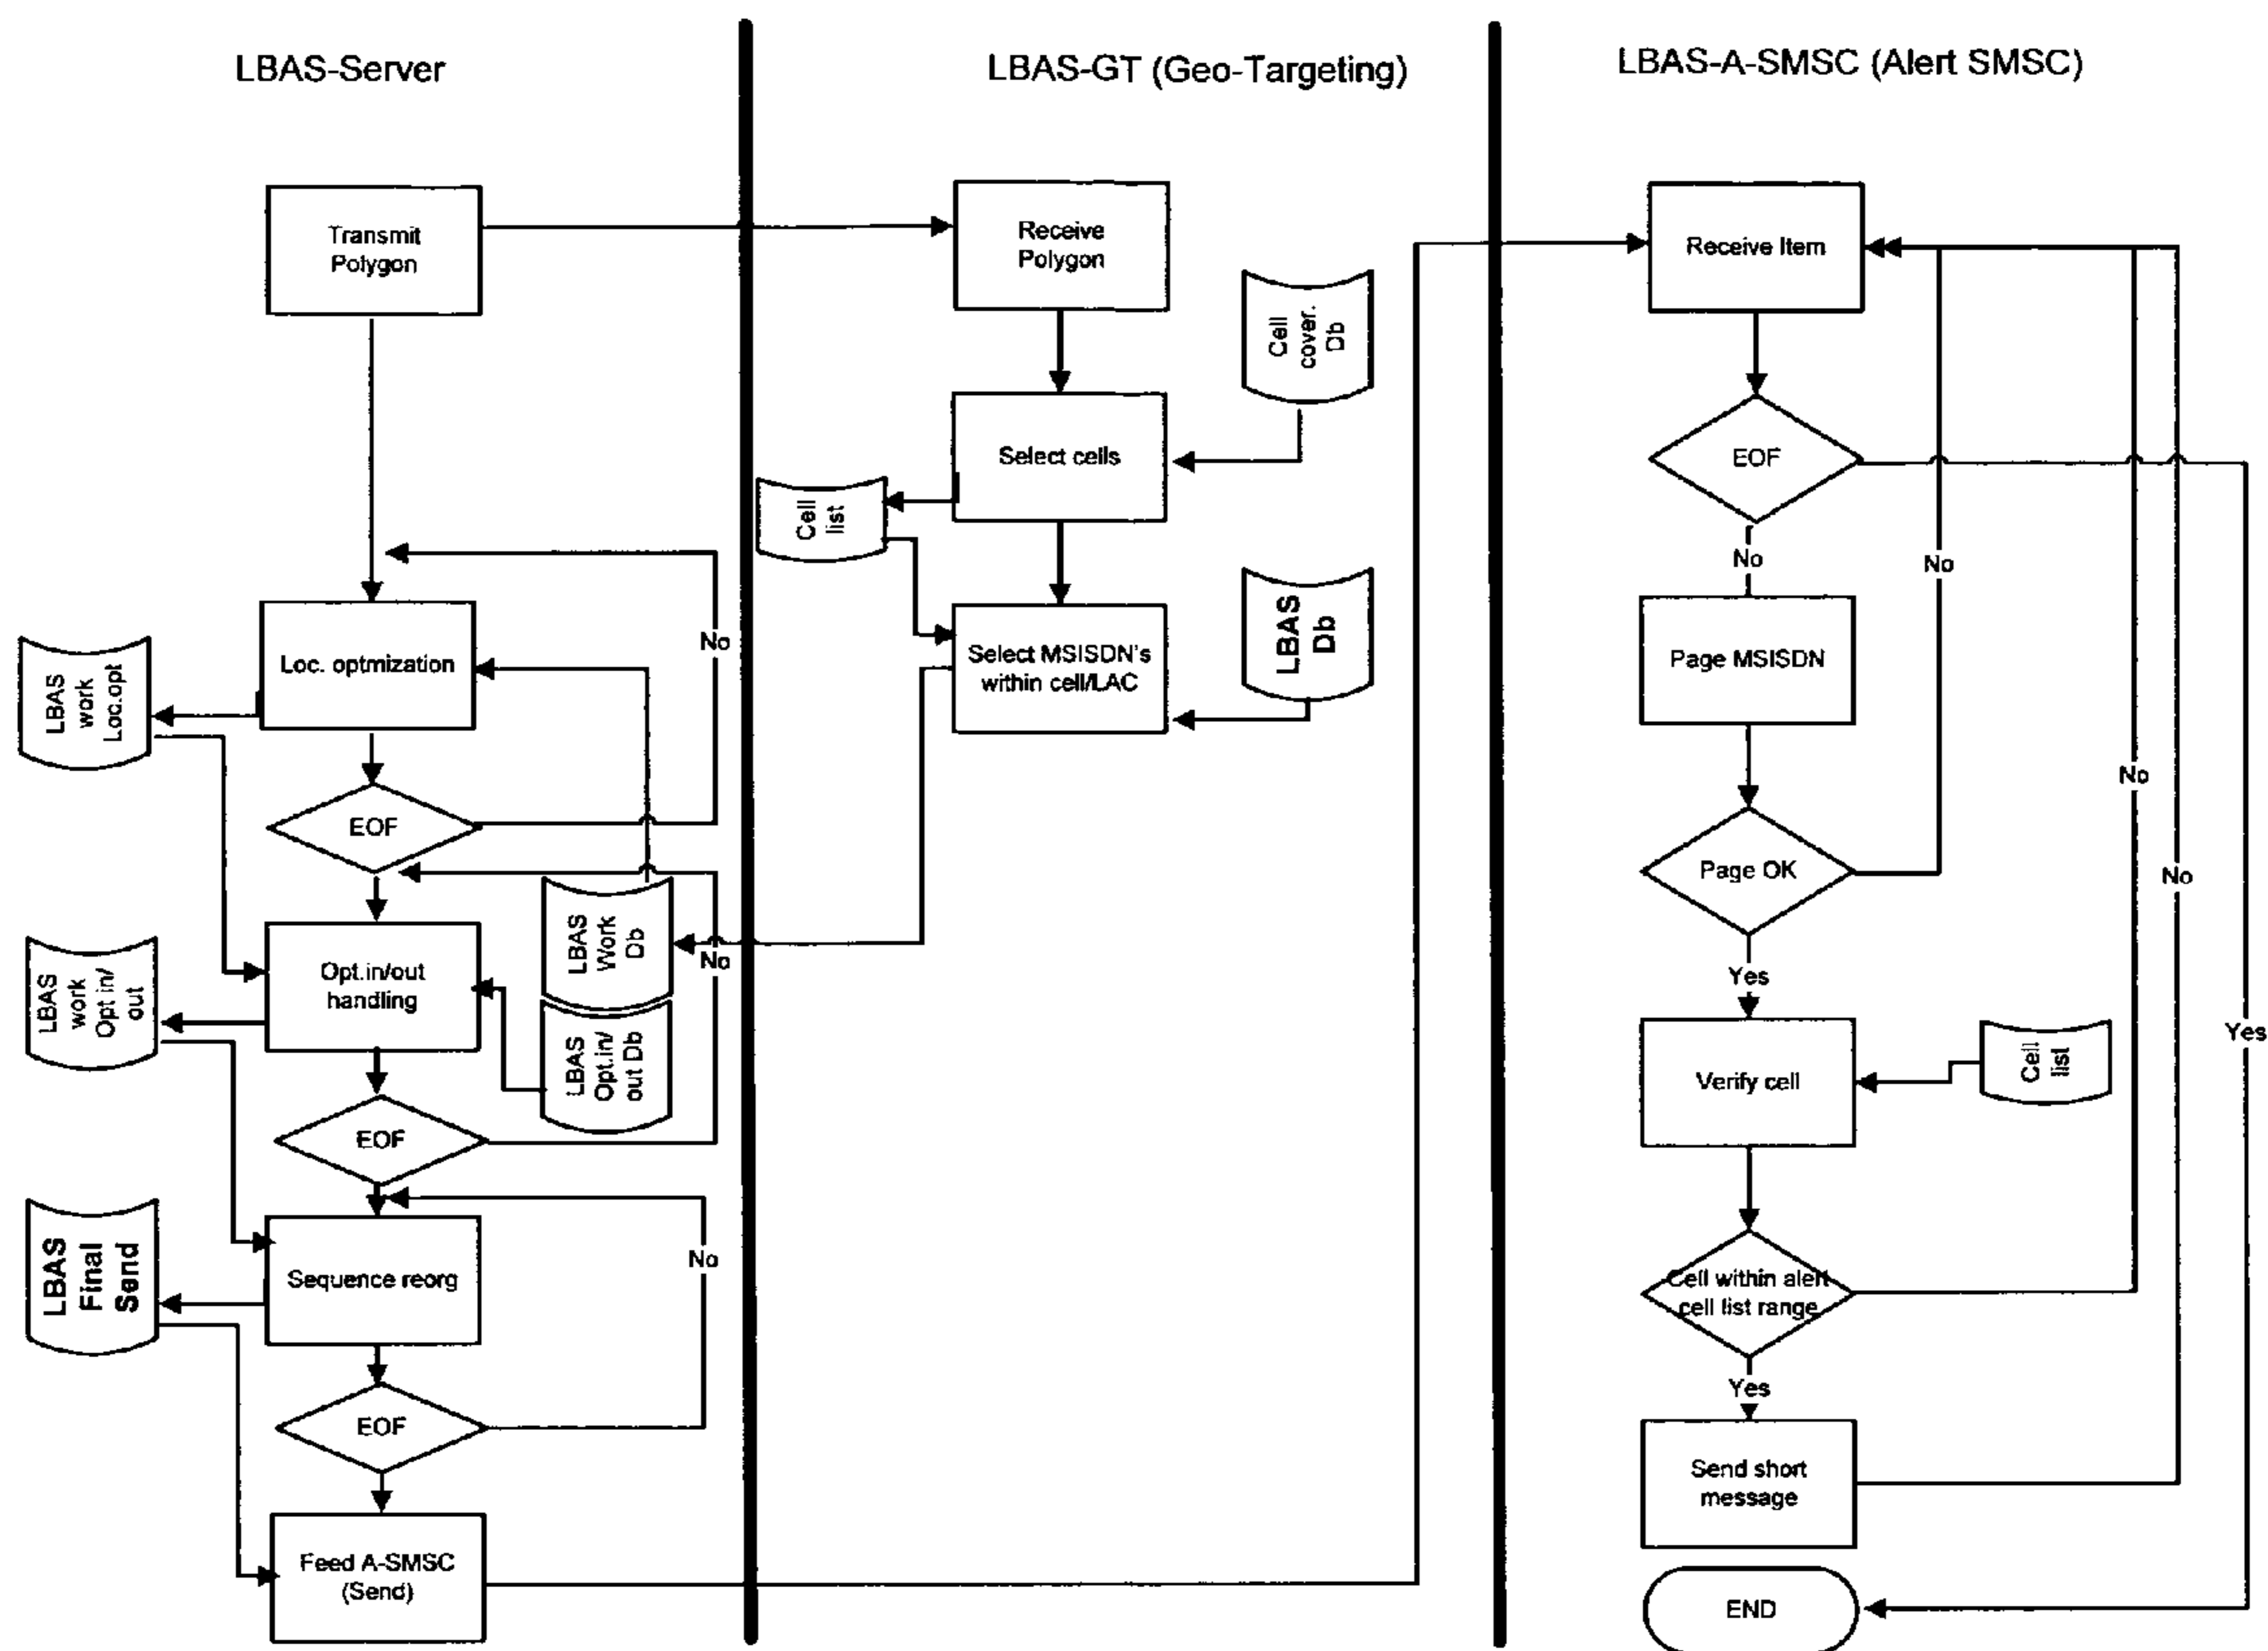 LBAS-Server
Transmit
Polygon
No
Loc. optmization
LBAS
work
Loc.opt
EOF
LBAS
Work
Db
No
Opt.in/out
handling
LBAS
work
Opt in/
out
LBAS
Opt.in/
out Db
EOF
LBAS
Final
Send
Sequence reorg
No
EOF
Feed A-SMSC
(Send)
LBAS-GT (Geo-Targeting)
Receive
Polygon
Cell
cover.
Db
Select cells
Cell
list
LBAS
Db
Select MSISDN's
within cell/LAC
LBAS-A-SMSC (Alert SMSC)
Receive Item
EOF
No
No
Page MSISDN
No
Page OK
No
Yes
Yes
Verify cell
Cell
list
Cell within alert
cell list range
Yes
Send short
message
END